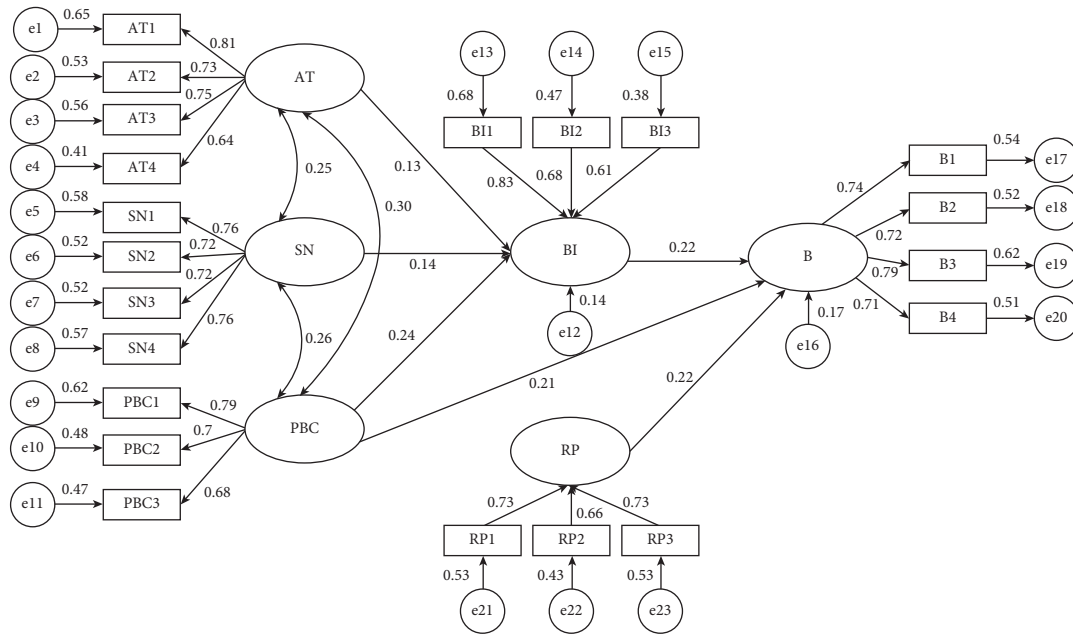 e1
0.65
AT1
0.81
e2
0.53
AT2
0.73
e3
0.56
AT3
0.75
e4
0.41
AT4
0.64
AT
e5
0.58
SN1
0.76
e6
0.52
SN2
0.72
e7
0.52
SN3
0.72
e8
0.57
SN4
0.76
SN
e9
0.62
PBC1
0.79
e10
0.48
PBC2
0.7
e11
0.47
PBC3
0.68
PBC
0.25
0.30
0.26
0.13
0.14
0.24
0.21
e13
e14
e15
0.68
0.47
0.38
BI1
BI2
BI3
0.83
0.68
0.61
BI
0.14
e12
0.22
RP
0.22
0.73
0.66
0.73
RP1
RP2
RP3
0.53
0.43
0.53
e21
e22
e23
B
0.17
e16
0.74
B1
0.54
e17
0.72
B2
0.52
e18
0.79
B3
0.62
e19
0.71
B4
0.51
e20